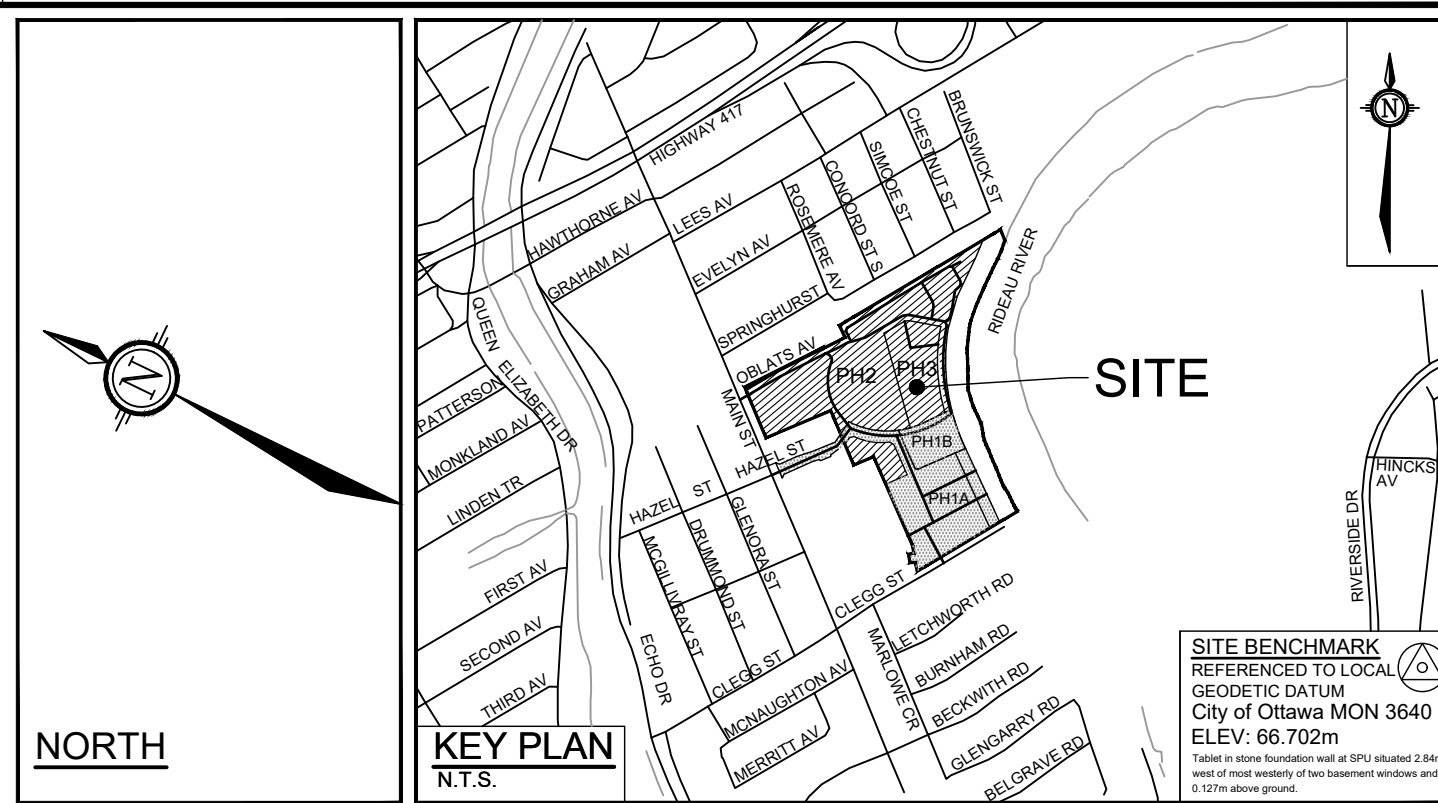 N
NORTH
KEY PLAN
N.T.S.
HIGHWAY 417
HAWTHORNE AV
GRAHAM AV
LEES AV
EVELYN AV
SPRINGHURST
OBLATS AV
ROSEMERE AV
CONCORD ST S
SIMCOE ST
CHESTNUT ST
BRUNSWICK ST
RIDEAU RIVER
QUEEN ELIZABETH DR
PATTERSON
MONKLAND AV
LINDEN TR
MAIN ST
HAZEL ST
HAZEL ST
GLENORA ST
DRUMMOND ST
MCGILLIVRAY ST
FIRST AV
SECOND AV
THIRD AV
ECHO DR
CLEGG ST
CLEGG ST
MCNAUGHTON AV
MERRITT AV
MARLOWE CR
LETCHWORTH RD
BURNHAM RD
BECKWITH RD
GLENGARRY RD
BELGRAVE RD
PH2
PH3
PH1B
PH1A
SITE
N
HINCKS
AV
RIVERSIDE DR
SITE BENCHMARK
REFERENCED TO LOCAL
GEODETIC DATUM
City of Ottawa MON 3640
ELEV: 66.702m
Tablet in stone foundation wall at SPU situated 2.84m
west of most westerly of two basement windows and
0.127m above ground.